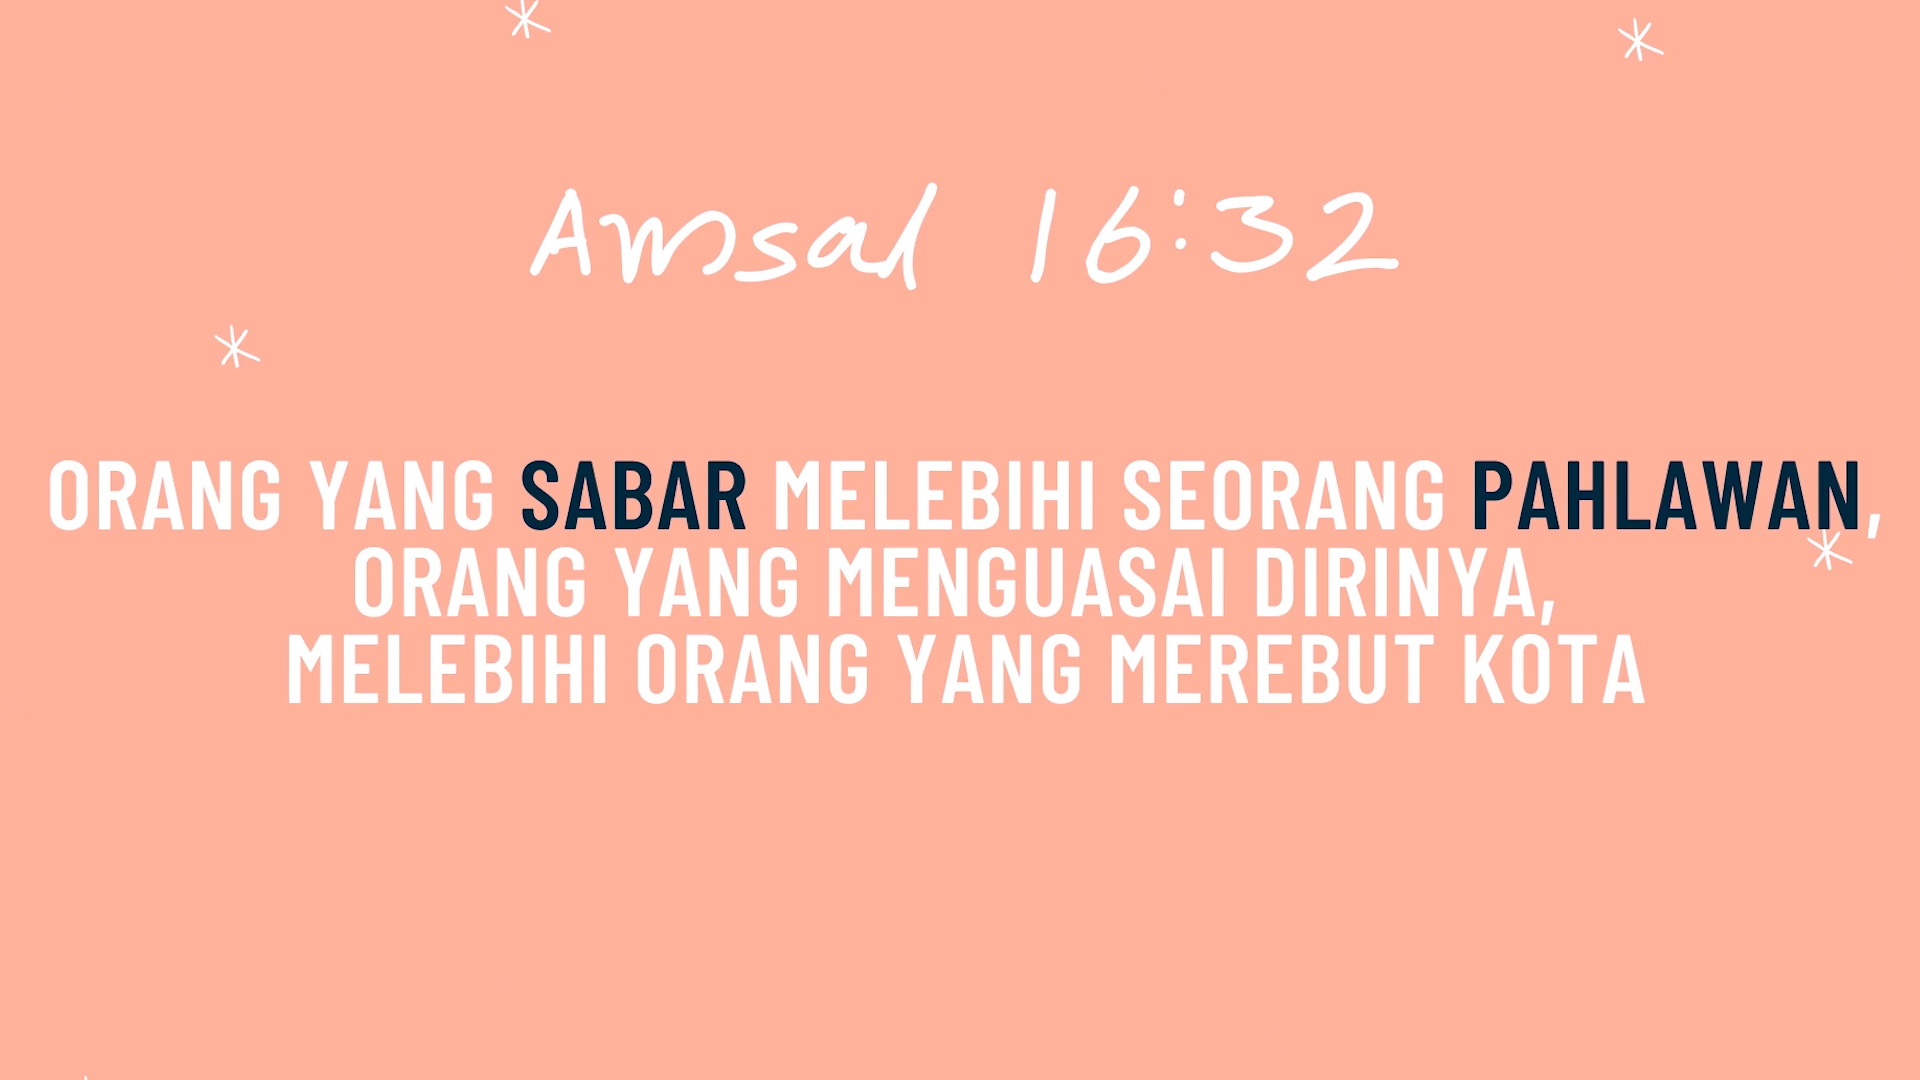 Amsal 16:32
ORANG YANG SABAR MELEBIHI SEORANG PAHLAWAN,
ORANG YANG MENGUASAI DIRINYA,
MELEBIHI ORANG YANG MEREBUT KOTA